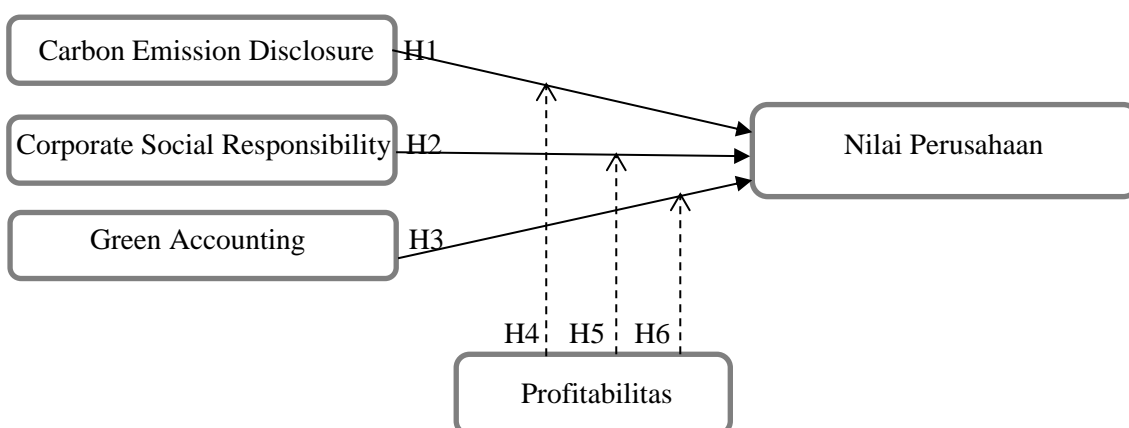 Carbon Emission Disclosure
H1
Corporate Social Responsibility
H2
Nilai Perusahaan
Green Accounting
H3
H4
H5
H6
Profitabilitas